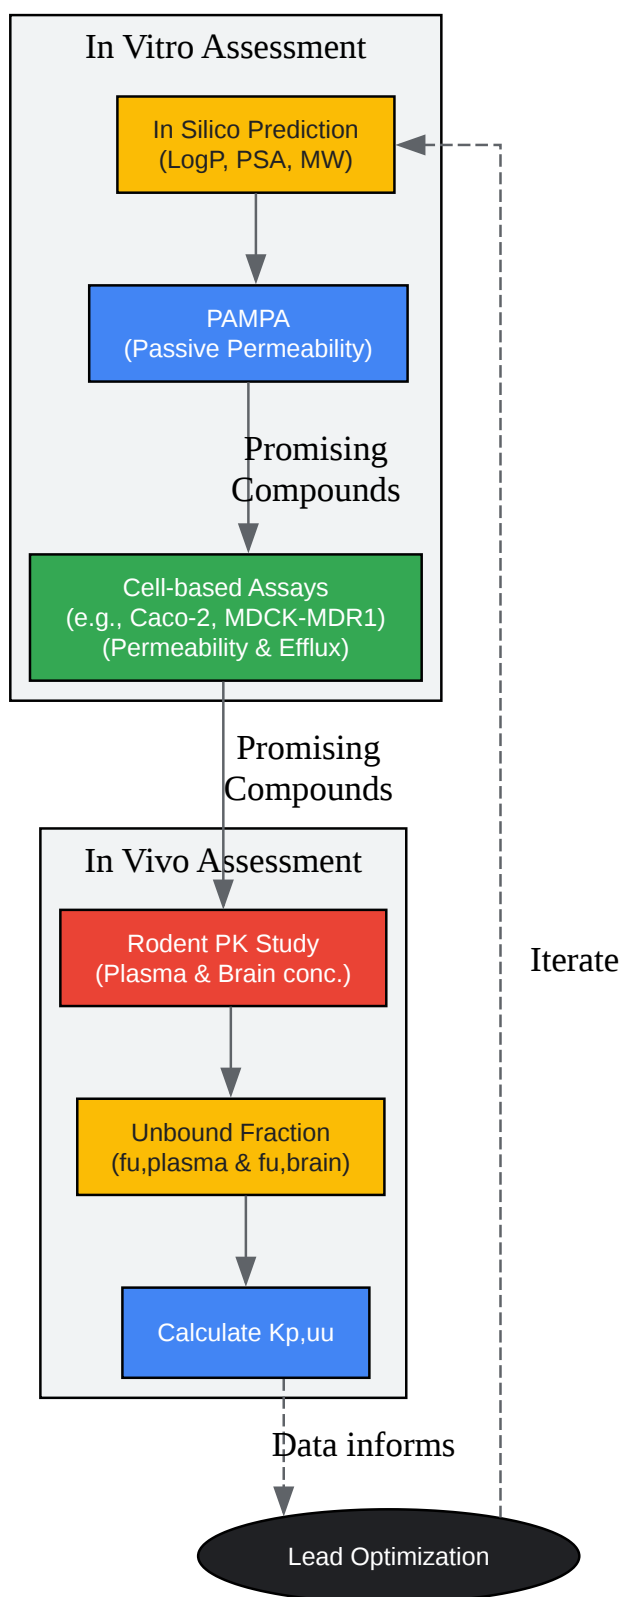 In Vitro Assessment
In Silico Prediction
(LogP, PSA, MW)
PAMPA
(Passive Permeability)
Promising
Compounds
Cell-based Assays
(e.g., Caco-2, MDCK-MDR1)
(Permeability & Efflux)
Promising
Compounds
In Vivo Assessment
Rodent PK Study
(Plasma & Brain conc.)
Iterate
Unbound Fraction
(fu,plasma & fu,brain)
Calculate Kp,uu
Data informs
Lead Optimization